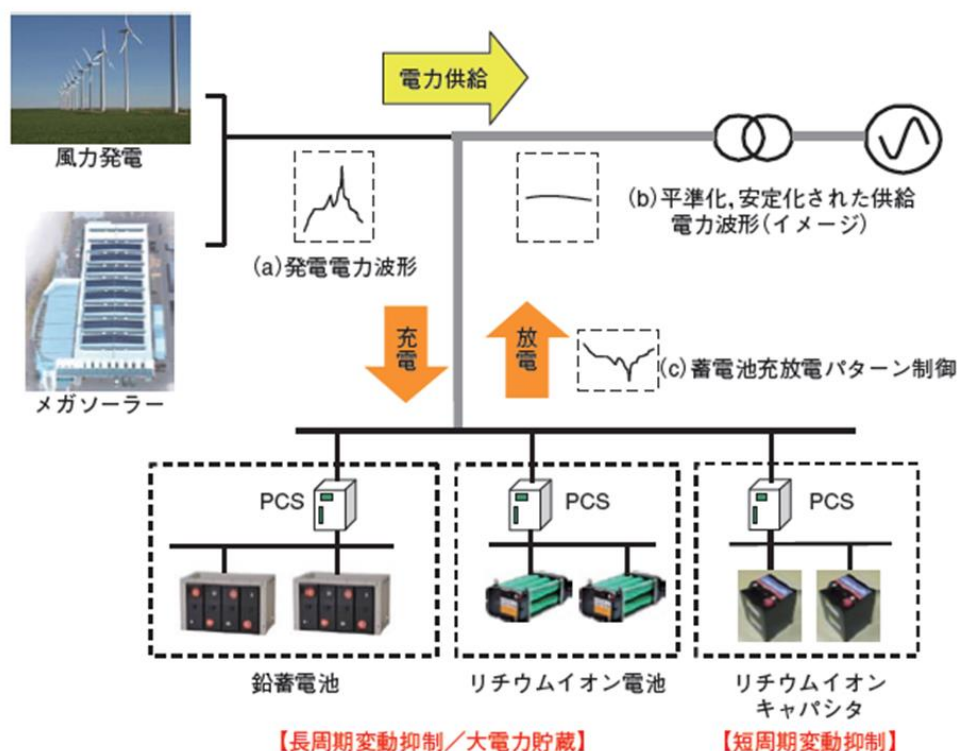 電力供給
風力発電
(a)発電電力波形
(b)平準化,安定化された供給
電力波形(イメージ)
メガソーラー
充電
放電
(c)蓄電池充放電パターン制御
PCS
PCS
PCS
鉛蓄電池
リチウムイオン電池
リチウムイオン
キャパシタ
【長周期変動抑制／大電力貯蔵】
【短周期変動抑制】